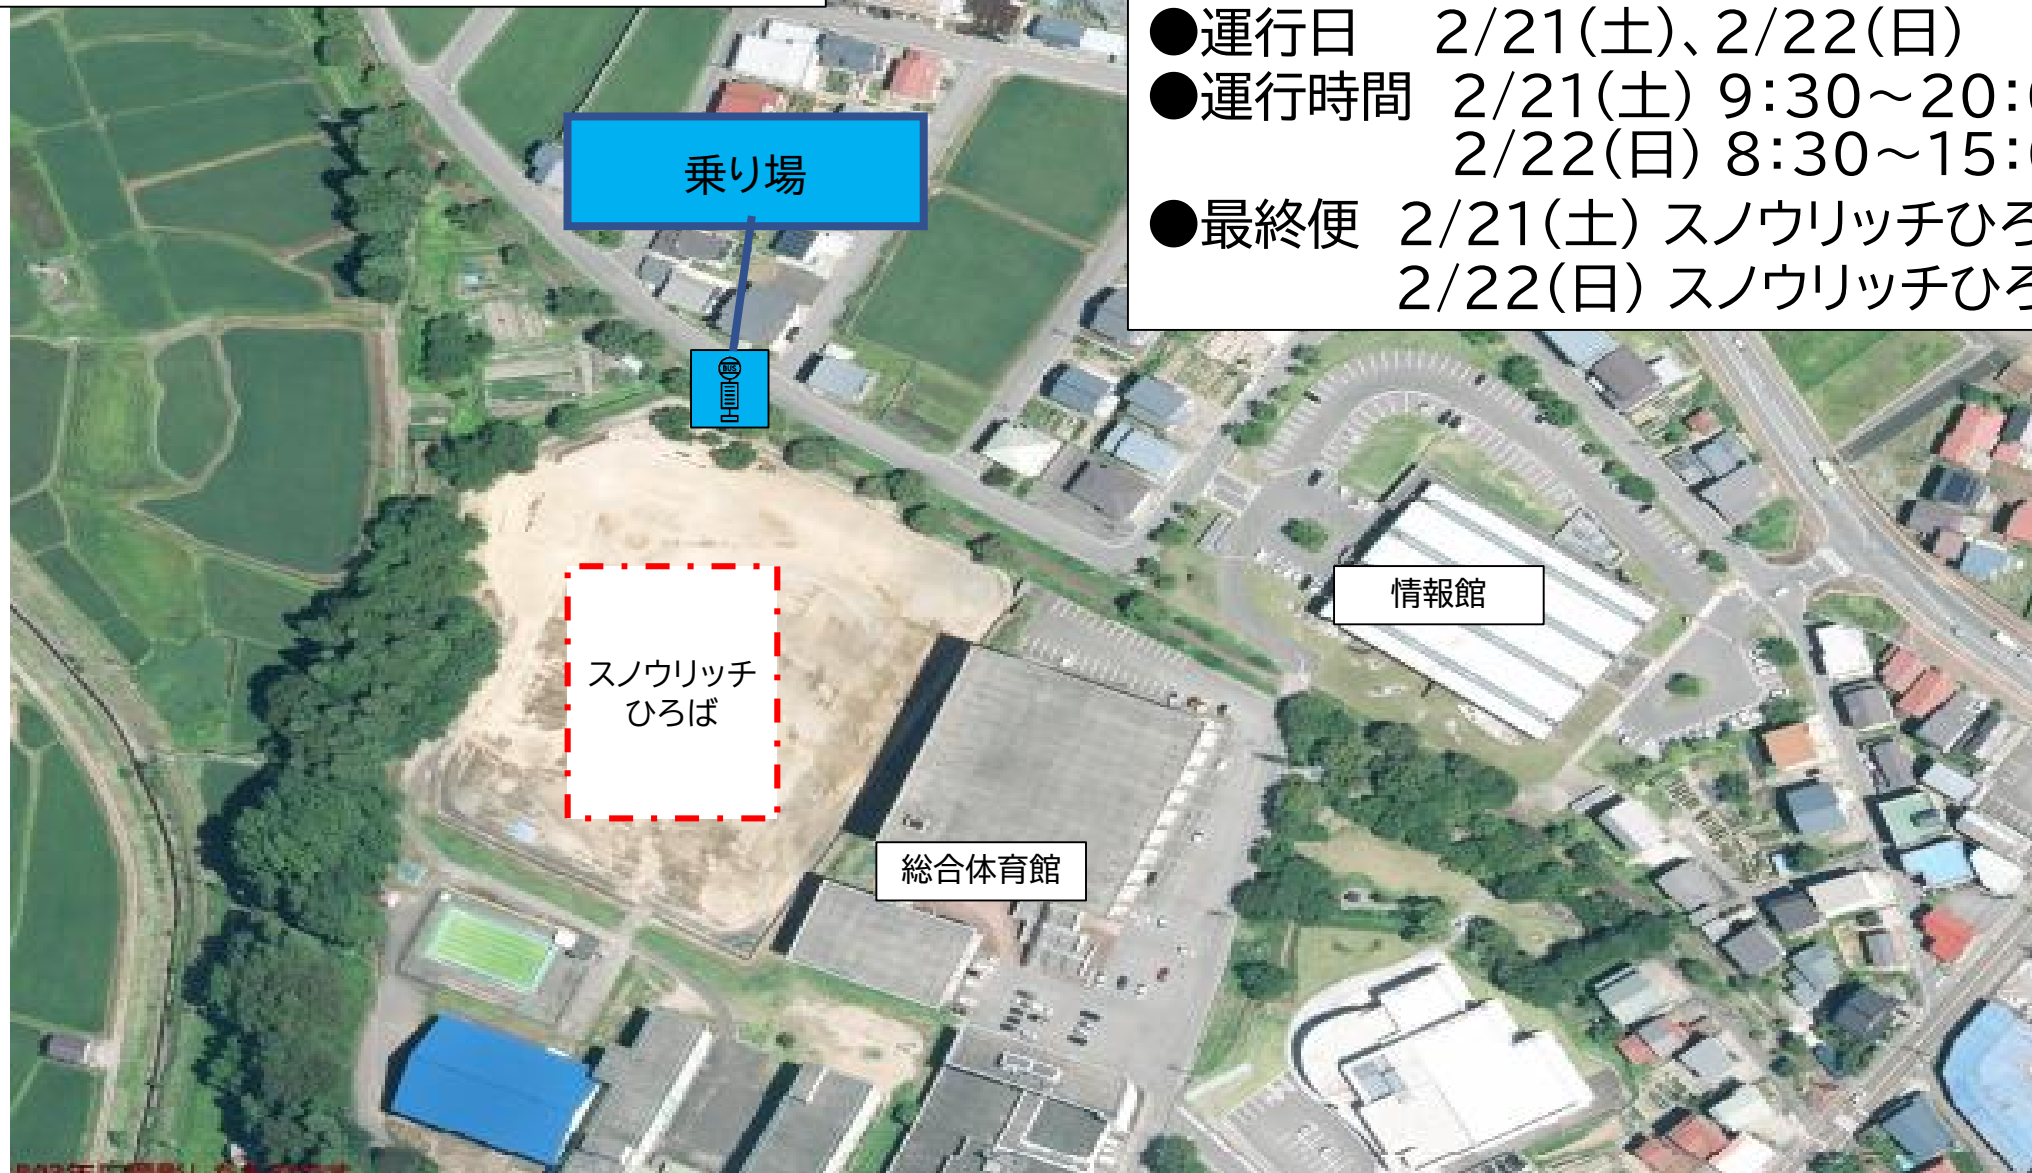 ●運行日 2/21(土)、2/22(日)
●運行時間 2/21(土) 9:30~20:
2/22(日) 8:30~15:
●最終便 2/21(土) スノウリッチひろ
2/22(日) スノウリッチひろ
乗り場
BUS
情報館
スノウリッチ
ひろば
総合体育館